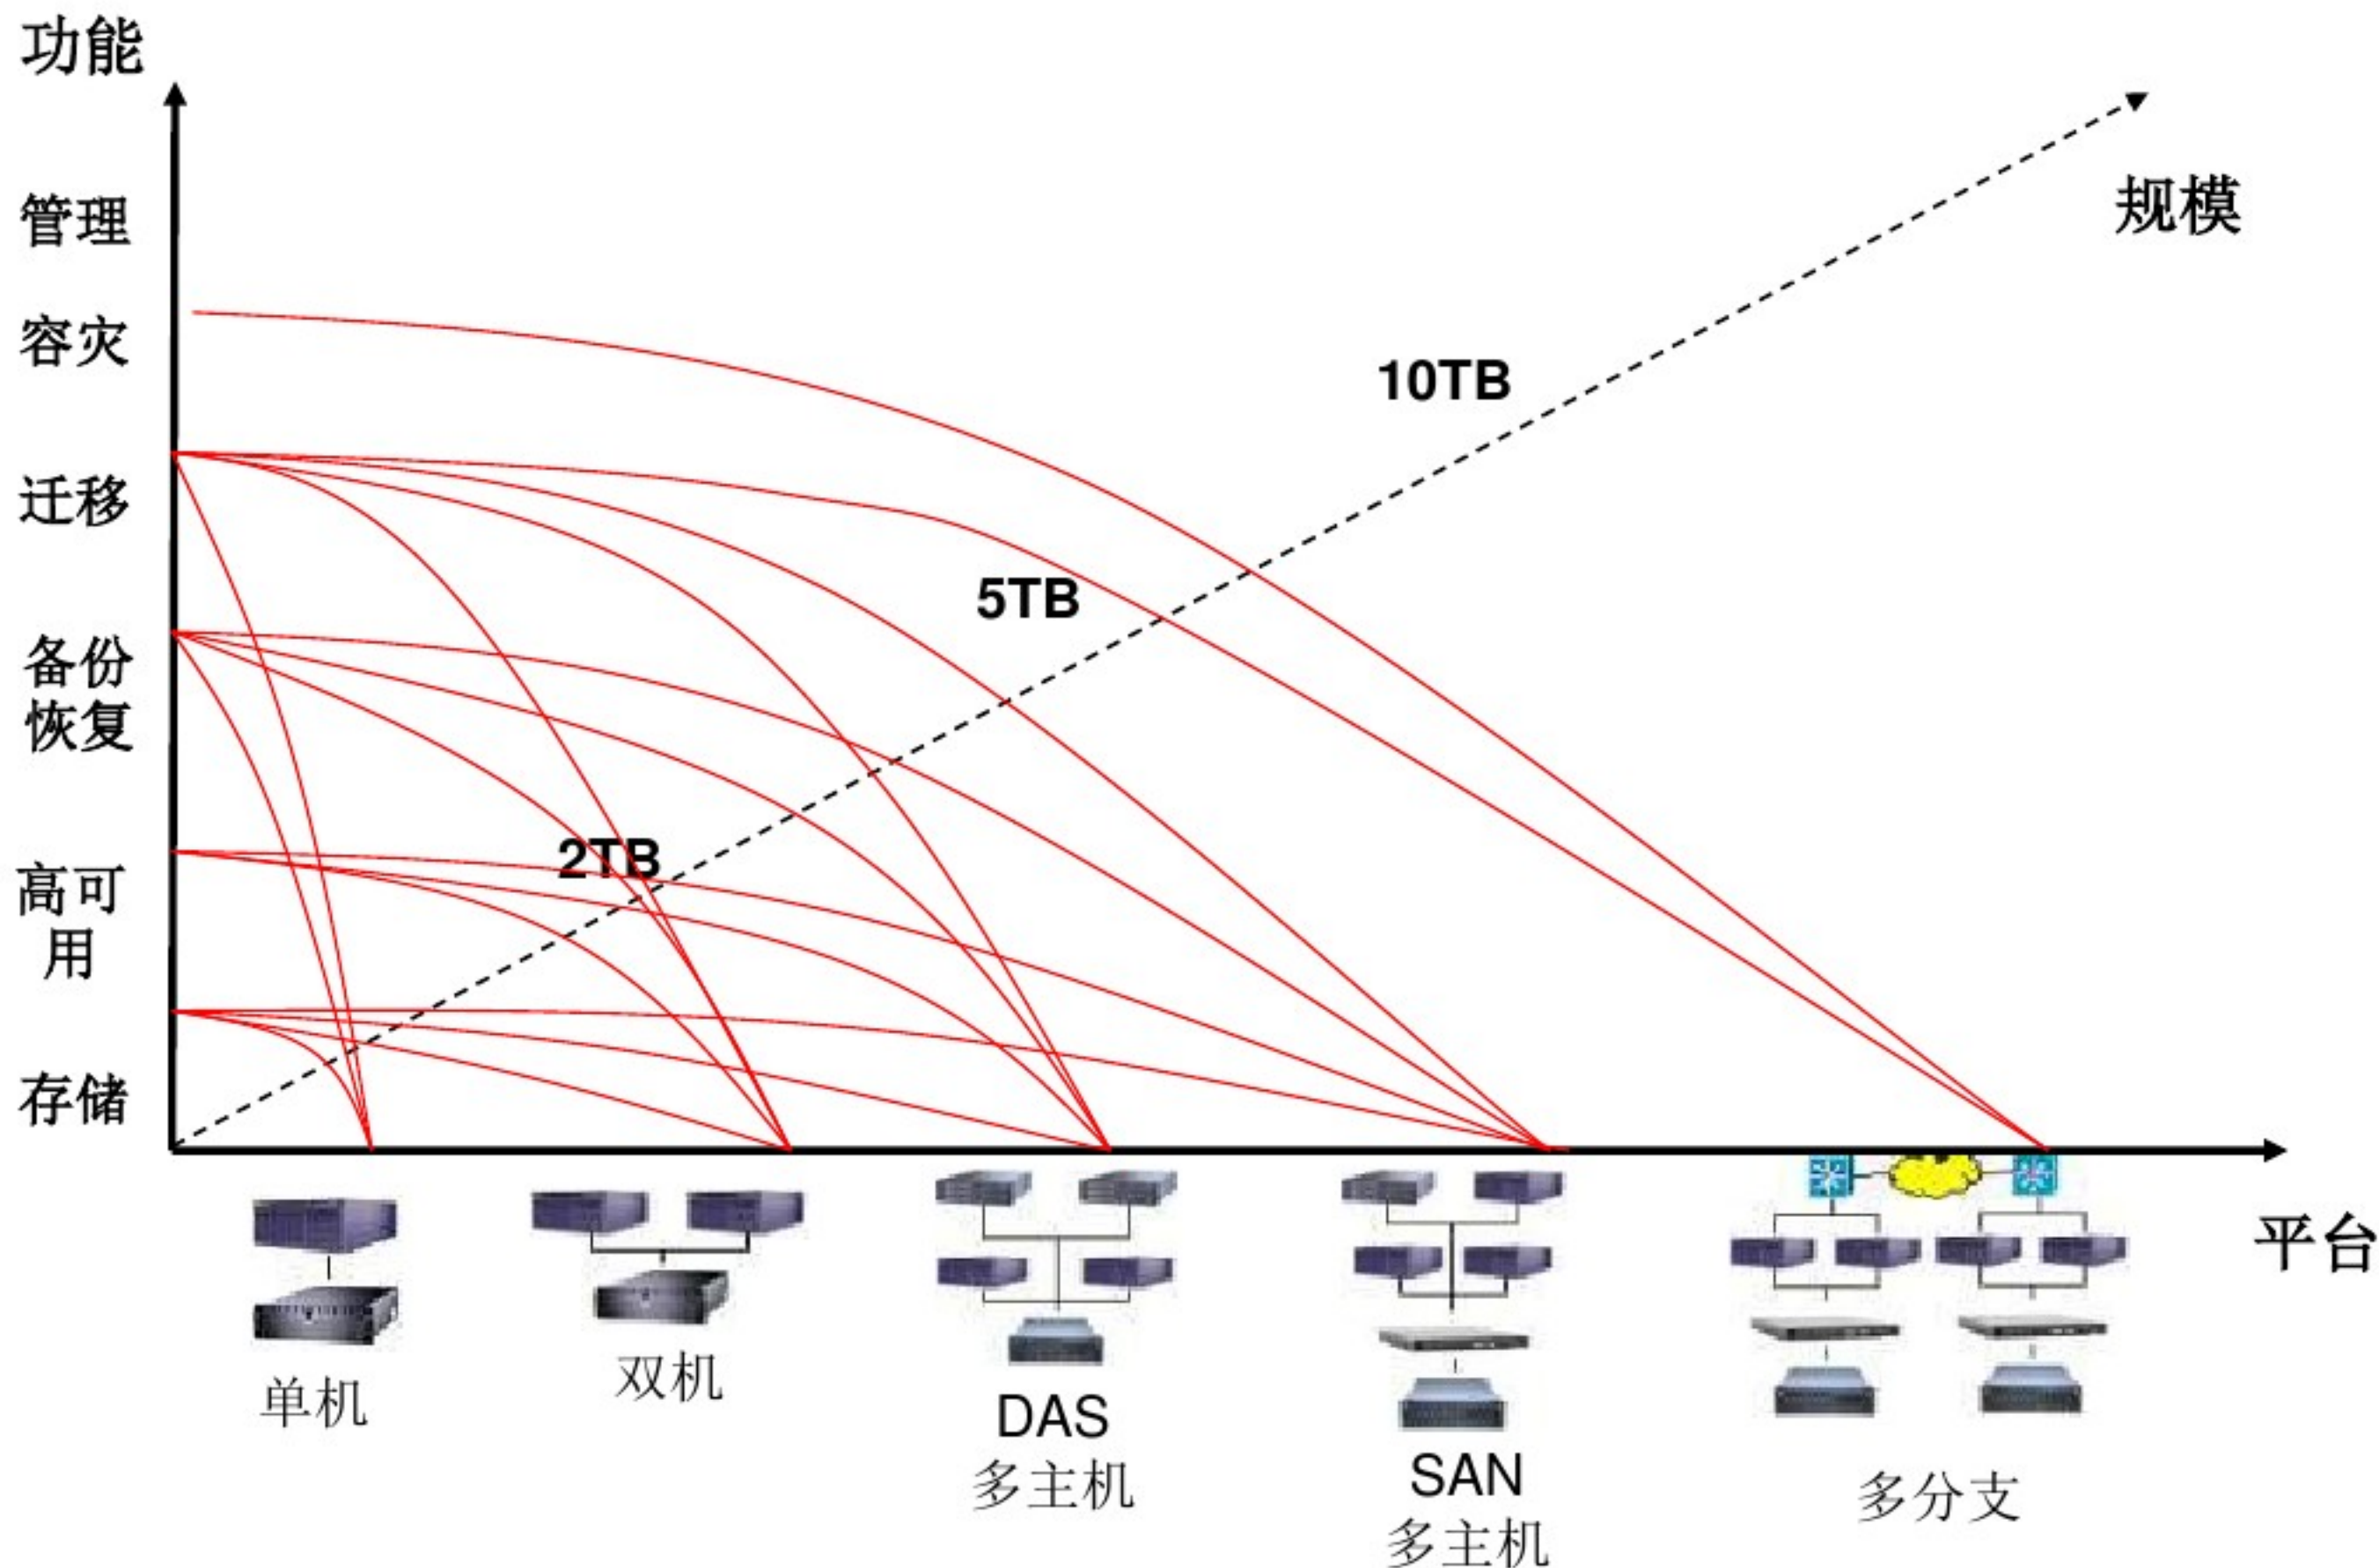 功能
管理
规模
容灾
10TB
迁移
5TB
备份
恢复
2TB
高可
用
存储
平台
单机
双机
DAS
多主机
SAN
多主机
多分支